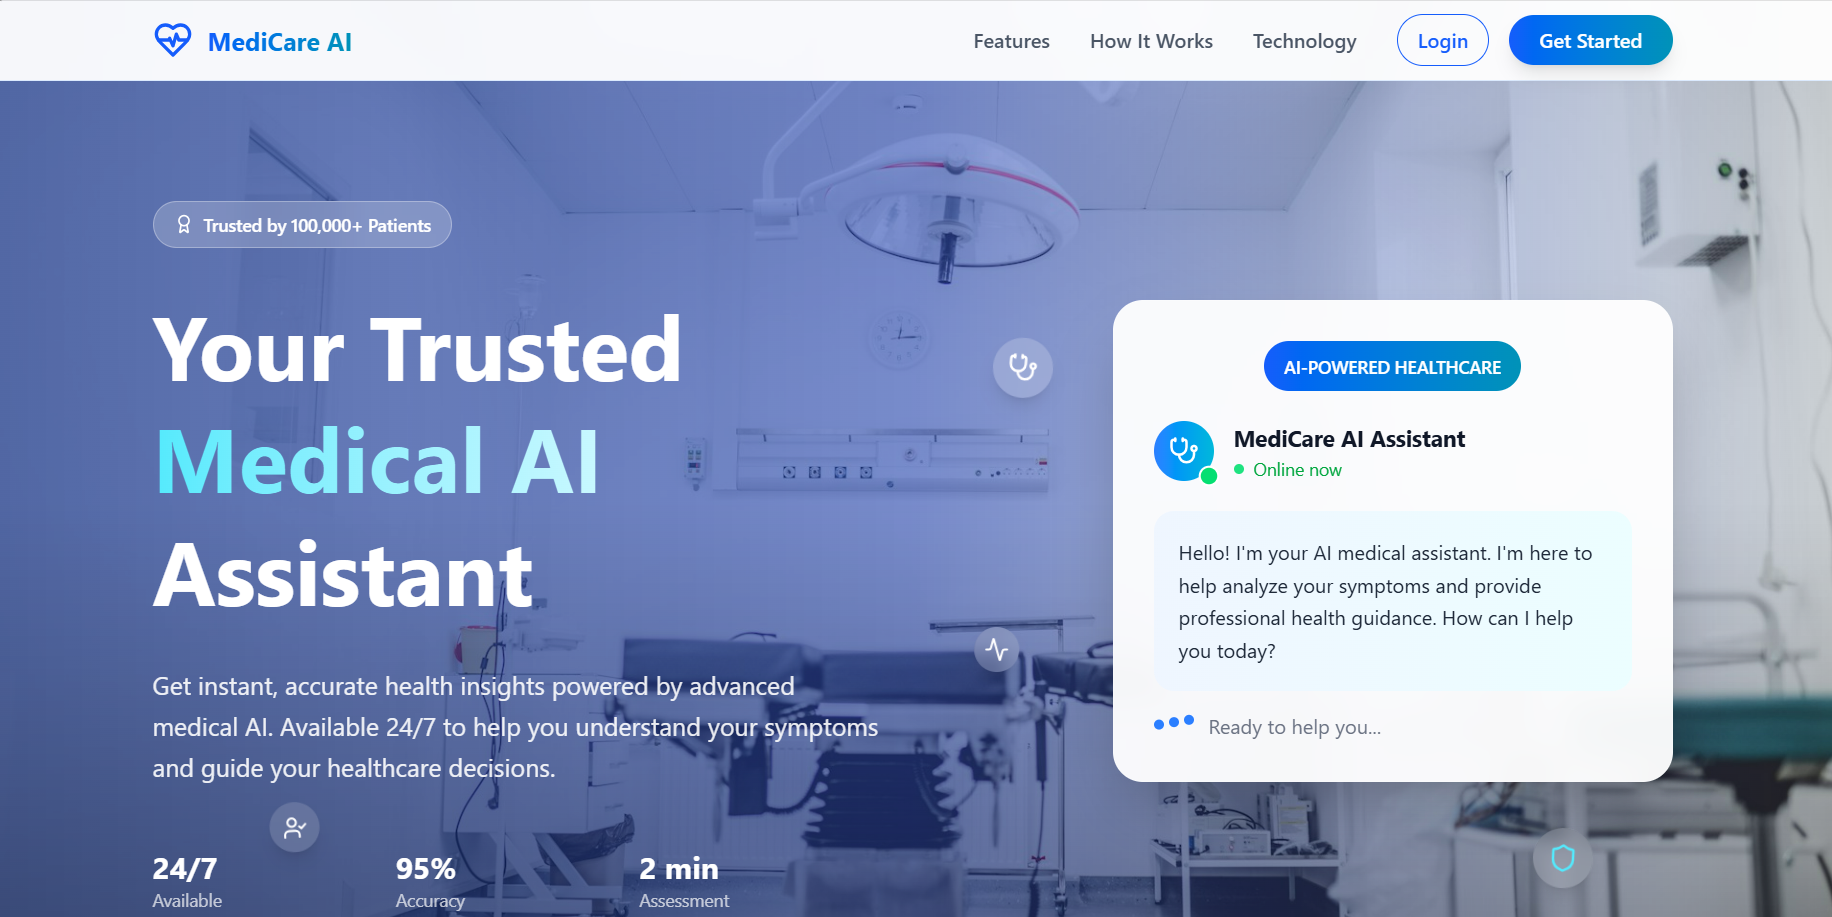 MediCare AI
Features
How It Works
Technology
Login
Get Started
Trusted by 100,000+ Patients
Your Trusted
Medical AI
Assistant
Get instant, accurate health insights powered by advanced
medical AI. Available 24/7 to help you understand your symptoms
and guide your healthcare decisions.
24/7
Available
95%
Accuracy
2 min
Assessment
AI-POWERED HEALTHCARE
MediCare AI Assistant
Online now
Hello! I'm your AI medical assistant. I'm here to
help analyze your symptoms and provide
professional health guidance. How can I help
you today?
Ready to help you...